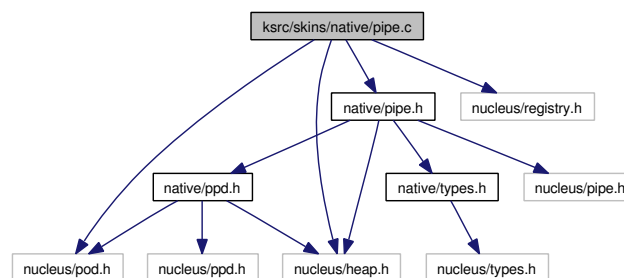 ksrc/skins/native/pipe.c
native/pipe.h
nucleus/registry.h
native/ppd.h
native/types.h
nucleus/pipe.h
nucleus/pod.h
nucleus/ppd.h
nucleus/heap.h
nucleus/types.h